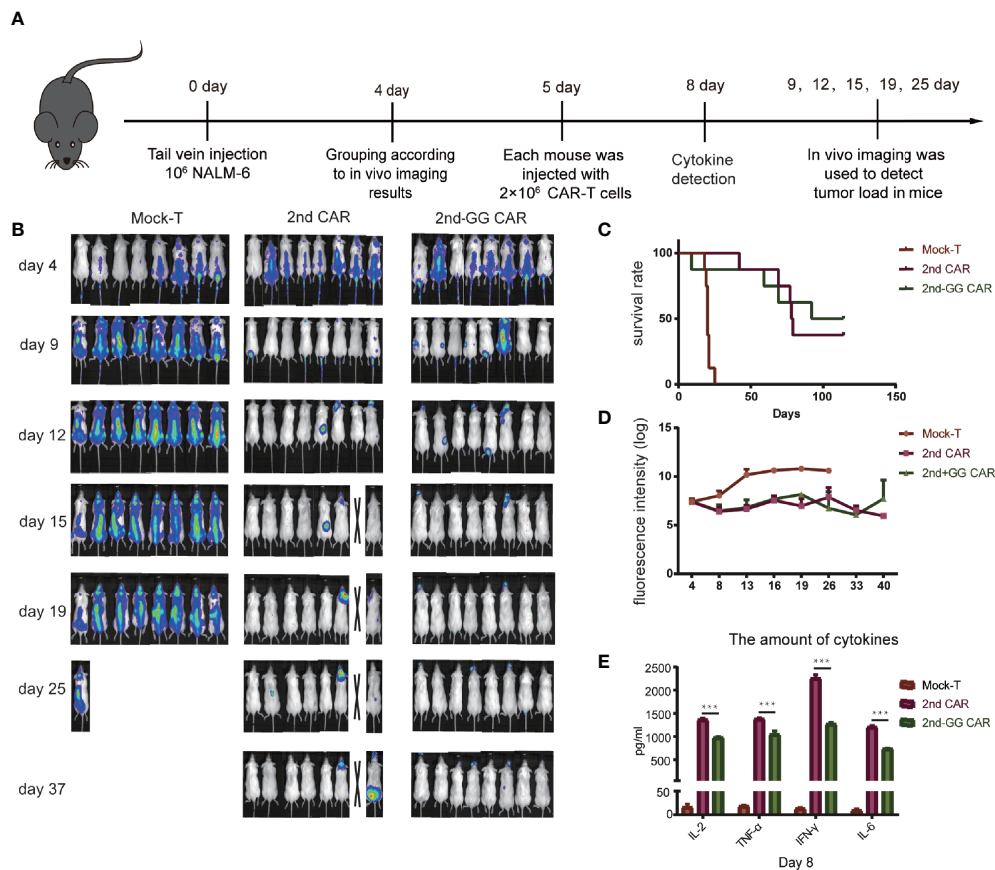 A
0 day
4 day
5 day
8 day
9, 12, 15, 19, 25 day
Tail vein injection
10⁶ NALM-6
Grouping according
to in vivo imaging
results
Each mouse was
injected with
2×10⁶ CAR-T cells
Cytokine
detection
In vivo imaging was
used to detect
tumor load in mice
B
Mock-T
2nd CAR
2nd-GG CAR
day 4
day 9
day 12
day 15
day 19
day 25
day 37
C
survival rate
100
50
0
0
50
100
150
Days
Mock-T
2nd CAR
2nd-GG CAR
D
fluorescence intensity (log)
15
10
5
0
4
8
13
16
19
26
33
40
Mock-T
2nd CAR
2nd+GG CAR
The amount of cytokines
E
pg/ml
2500
2000
1500
1000
500
50
0
***
***
***
***
IL-2
TNF-α
IFN-γ
IL-6
Day 8
Mock-T
2nd CAR
2nd-GG CAR